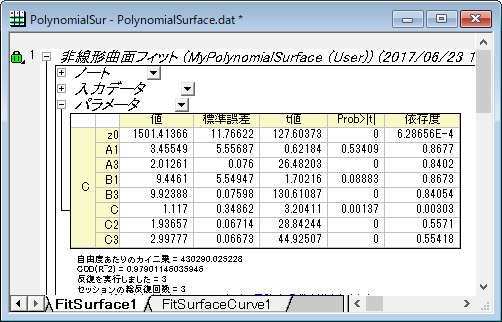 PolynomialSur - PolynomialSurface.dat *
1 非線形曲面フィット (MyPolynomialSurface (User)) (2017/06/23 1
ノート
入力データ
パラメータ
値 標準誤差 t値 Prob>|t| 依存度
z0 1501.41366 11.76622 127.60373 0 6.28656E-4
A1 3.45549 5.55687 0.62184 0.53409 0.8677
A3 2.01261 0.076 26.48203 0 0.8402
B1 9.4461 5.54947 1.70216 0.08883 0.8673
C B3 9.92388 0.07598 130.61087 0 0.84054
C 1.117 0.34862 3.20411 0.00137 0.00303
C2 1.93657 0.06714 28.84244 0 0.5571
C3 2.99777 0.06673 44.92507 0 0.55418
自由度あたりのカイ二乗 = 430290.025228
COD(R^2) = 0.97901146035945
反復を実行しました = 3
セッションの総反復回数 = 3
FitSurface1 FitSurfaceCurve1